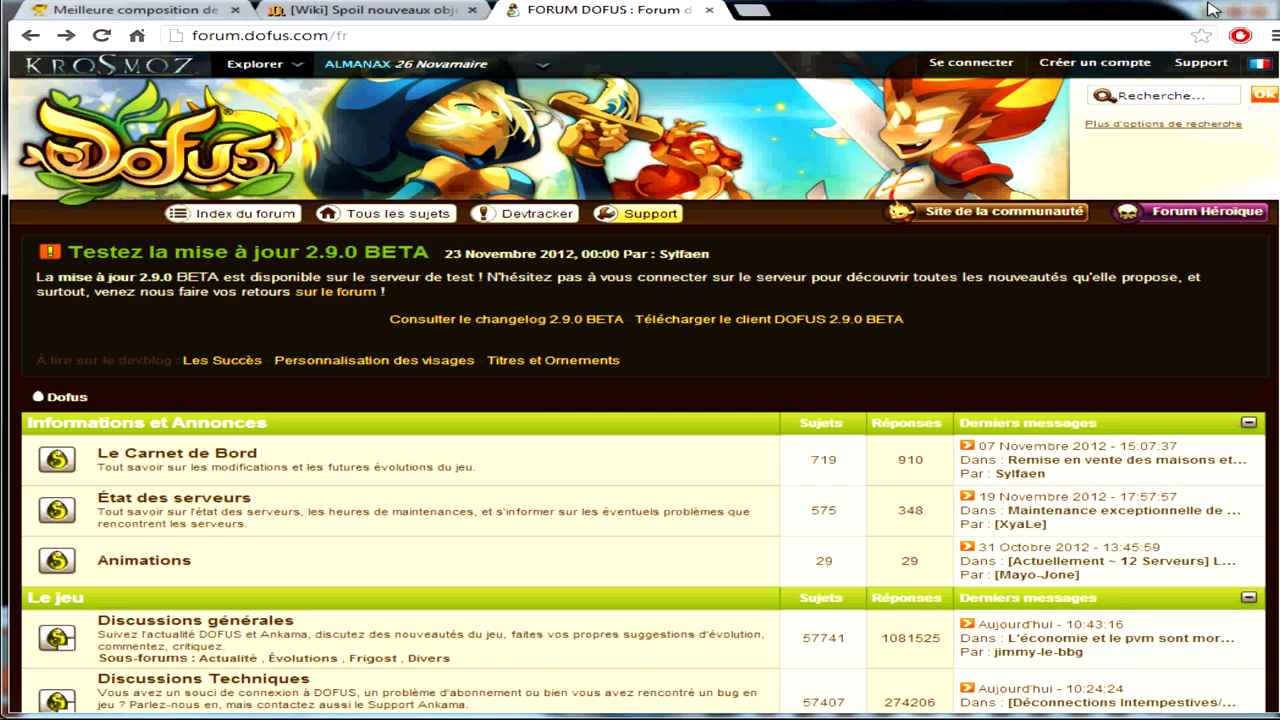 Meilleure composition de
[Wiki] Spoil nouveaux obj
FORUM DOFUS : Forum d
forum.dofus.com/fr
KROSMOZ
Explorer
ALMANAX 26 Novamaire
Se connecter
Créer un compte
Support
DOFUS
Recherche...
Ok
Plus d'options de recherche
Index du forum
Tous les sujets
Devtracker
Support
Site de la communauté
Forum Héroïque
Testez la mise à jour 2.9.0 BETA 23 Novembre 2012, 00:00 Par : Sylfaen
La mise à jour 2.9.0 BETA est disponible sur le serveur de test ! N'hésitez pas à vous connecter sur le serveur pour découvrir toutes les nouveautés qu'elle propose, et
surtout, venez nous faire vos retours sur le forum !
Consulter le changelog 2.9.0 BETA - Télécharger le client DOFUS 2.9.0 BETA
À lire sur le devblog : Les Succès - Personnalisation des visages - Titres et Ornements
Dofus
Informations et Annonces Sujets Réponses Derniers messages
Le Carnet de Bord
Tout savoir sur les modifications et les futures évolutions du jeu.
719
910
07 Novembre 2012 - 15:07:37
Dans : Remise en vente des maisons et...
Par : Sylfaen
État des serveurs
Tout savoir sur l'état des serveurs, les heures de maintenances, et s'informer sur les éventuels problèmes que
rencontrent les serveurs.
575
348
19 Novembre 2012 - 17:57:57
Dans : Maintenance exceptionnelle de ...
Par : [XyaLe]
Animations
29
29
31 Octobre 2012 - 13:45:59
Dans : [Actuellement ~ 12 Serveurs] L...
Par : [Mayo-Jone]
Le jeu Sujets Réponses Derniers messages
Discussions générales
Suivez l'actualité DOFUS et Ankama, discutez des nouveautés du jeu, faites vos propres suggestions d'évolution,
commentez, critiquez.
Sous-forums : Actualité , Évolutions , Frigost , Divers
57741
1081525
Aujourd'hui - 10:43:16
Dans : L'économie et le pvm sont mor...
Par : jimmy-le-bbg
Discussions Techniques
Vous avez un souci de connexion à DOFUS, un problème d'abonnement ou bien vous avez rencontré un bug en
jeu ? Parlez-nous en, mais contactez aussi le Support Ankama.
57407
274206
Aujourd'hui - 10:24:24
Dans : [Déconnections Intempestives/...